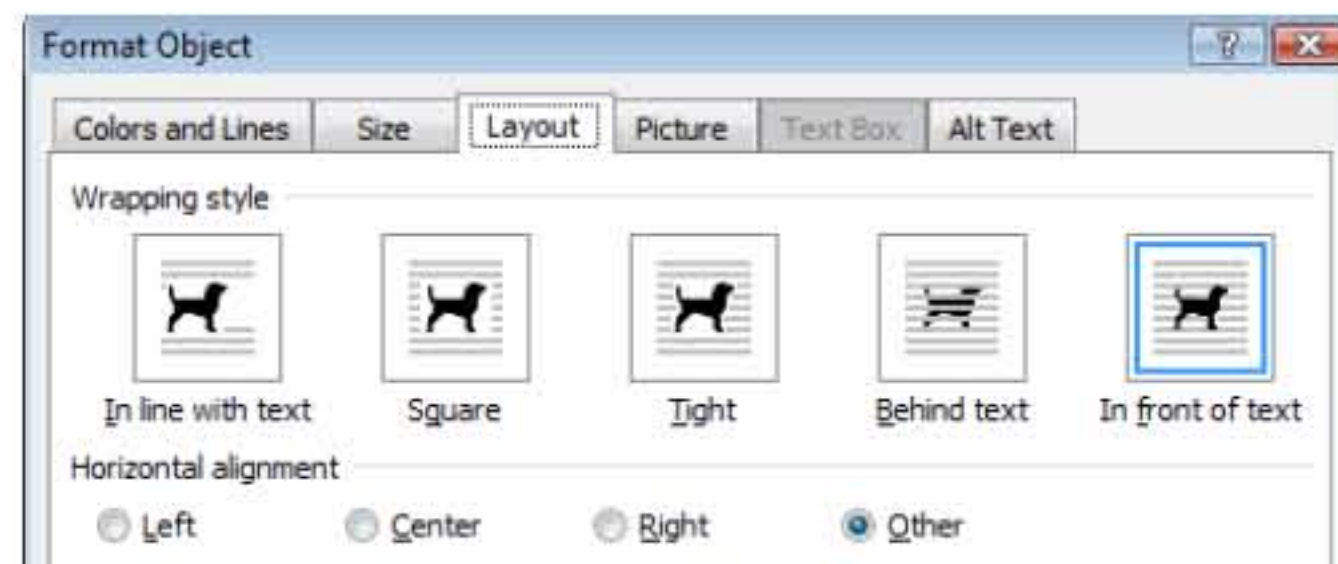 Format Object
Colors and Lines Size Layout Picture Text Box Alt Text
Wrapping style
In line with text Square Tight Behind text In front of text
Horizontal alignment
Left Center Right Other